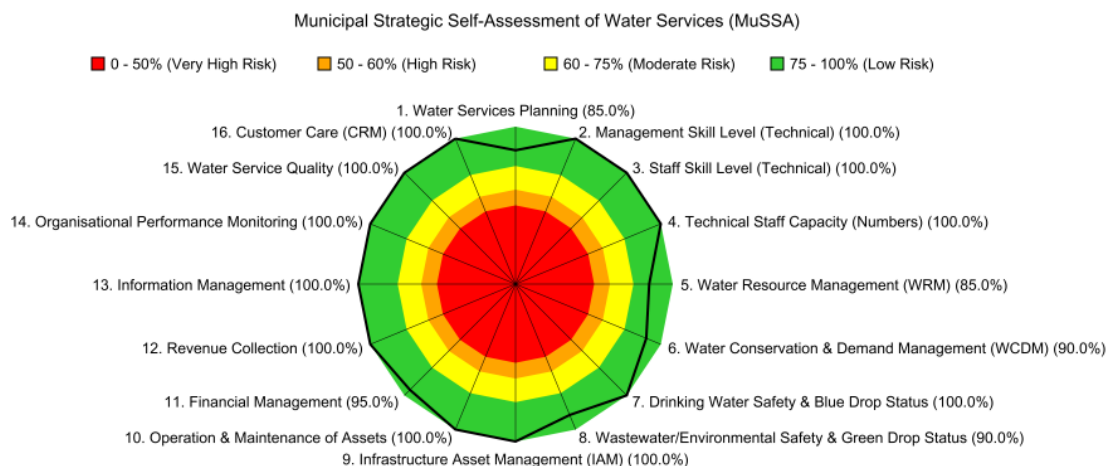 Municipal Strategic Self-Assessment of Water Services (MuSSA)
0 - 50% (Very High Risk)
50 - 60% (High Risk)
60 - 75% (Moderate Risk)
75 - 100% (Low Risk)
1. Water Services Planning (85.0%)
2. Management Skill Level (Technical) (100.0%)
3. Staff Skill Level (Technical) (100.0%)
4. Technical Staff Capacity (Numbers) (100.0%)
5. Water Resource Management (WRM) (85.0%)
6. Water Conservation & Demand Management (WCDM) (90.0%)
7. Drinking Water Safety & Blue Drop Status (100.0%)
8. Wastewater/Environmental Safety & Green Drop Status (90.0%)
9. Infrastructure Asset Management (IAM) (100.0%)
10. Operation & Maintenance of Assets (100.0%)
11. Financial Management (95.0%)
12. Revenue Collection (100.0%)
13. Information Management (100.0%)
14. Organisational Performance Monitoring (100.0%)
15. Water Service Quality (100.0%)
16. Customer Care (CRM) (100.0%)